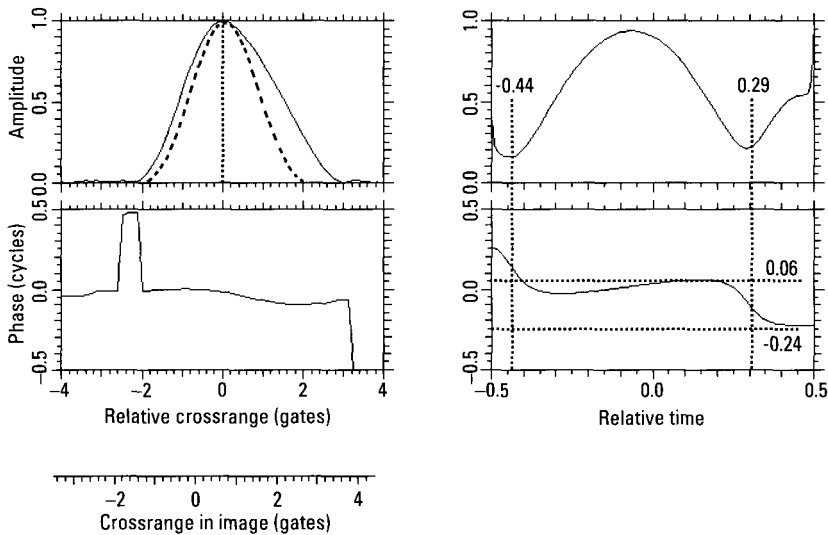 1.0
0.5
0.0
Amplitude
0.5
0.0
−0.5
Phase (cycles)
−4 −2 0 2 4
Relative crossrange (gates)
−2 0 2 4
Crossrange in image (gates)
1.0
0.5
0.0
-0.44 0.29
0.5
0.0
−0.5
0.06
-0.24
−0.5 0.0 0.5
Relative time